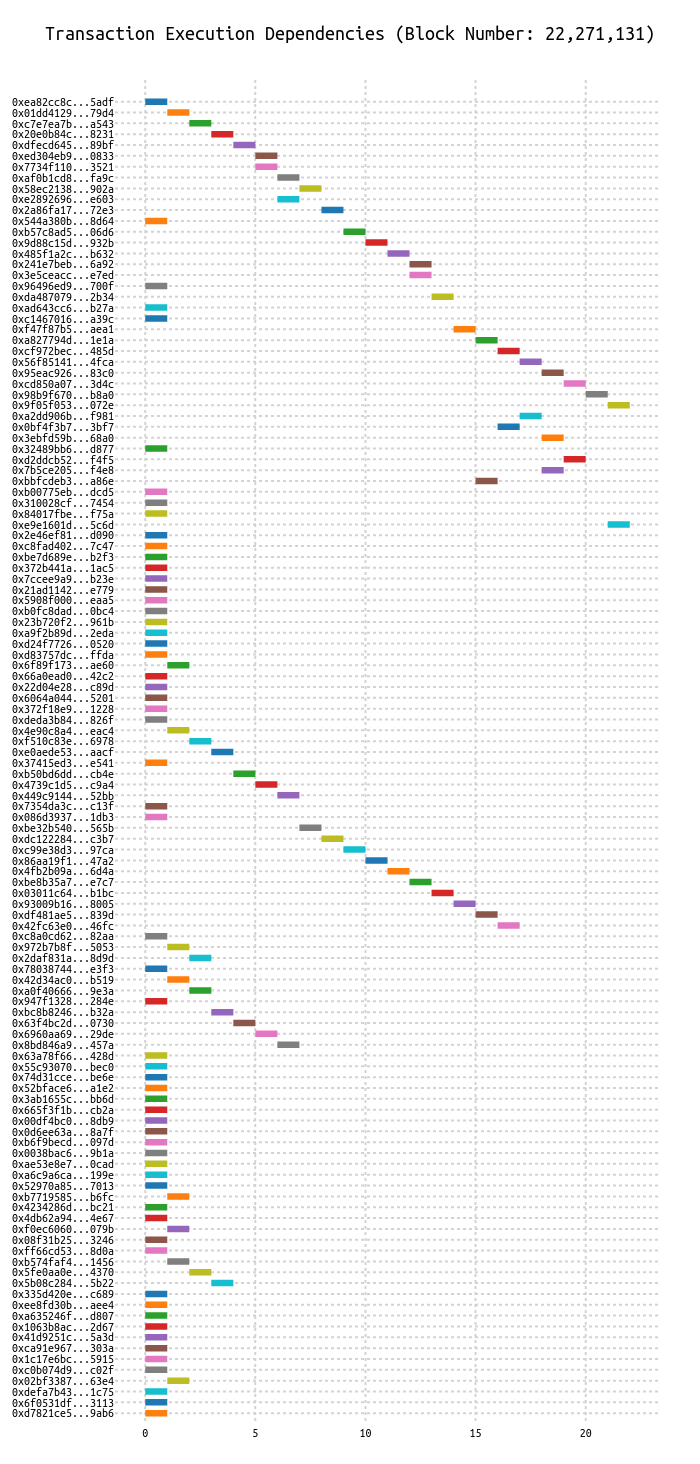 Transaction Execution Dependencies (Block Number: 22,271,131)
0xea82cc8c...5adf
0x01dd4129...79d4
0xc7e7ea7b...a543
0x20e0b84c...8231
0xdfecd645...89bf
0xed304eb9...0833
0x7734f110...3521
0xaf0b1cd8...fa9c
0x58ec2138...902a
0xe2892696...e603
0x2a86fa17...72e3
0x544a380b...8d64
0xb57c8ad5...06d6
0x9d88c15d...932b
0x485f1a2c...b632
0x241e7beb...6a92
0x3e5ceacc...e7ed
0x96496ed9...700f
0xda487079...2b34
0xad643cc6...b27a
0xc1467016...a39c
0xf47f87b5...aea1
0xa827794d...1e1a
0xcf972bec...485d
0x56f85141...4fca
0x95eac926...83c0
0xcd850a07...3d4c
0x98b9f670...b8a0
0x9f05f053...072e
0xa2dd906b...f981
0x0bf4f3b7...3bf7
0x3ebfd59b...68a0
0x32489bb6...d877
0xd2ddcb52...f4f5
0x7b5ce205...f4e8
0xbbfcdeb3...a86e
0xb00775eb...dcd5
0x310028cf...7454
0x84017fbe...f75a
0xe9e1601d...5c6d
0x2e46ef81...d090
0xc8fad402...7c47
0xbe7d689e...b2f3
0x372b441a...1ac5
0x7ccee9a9...b23e
0x21ad1142...e779
0x5908f000...eaa5
0xb0fc8dad...0bc4
0x23b720f2...961b
0xa9f2b89d...2eda
0xd24f7726...0520
0xd83757dc...ffda
0x6f89f173...ae60
0x66a0ead0...42c2
0x22d04e28...c89d
0x6064a044...5201
0x372f18e9...1228
0xdeda3b84...826f
0x4e90c8a4...eac4
0xf510c83e...6978
0xe0aede53...aacf
0x37415ed3...e541
0xb50bd6dd...cb4e
0x4739c1d5...c9a4
0x449c9144...52bb
0x7354da3c...c13f
0x086d3937...1db3
0xbe32b540...565b
0xdc122284...c3b7
0xc99e38d3...97ca
0x86aa19f1...47a2
0x4fb2b09a...6d4a
0xbe8b35a7...e7c7
0x03011c64...b1bc
0x93009b16...8005
0xdf481ae5...839d
0x42fc63e0...46fc
0xc8a0cd62...82aa
0x972b7b8f...5053
0x2daf831a...8d9d
0x78038744...e3f3
0x42d34ac0...b519
0xa0f40666...9e3a
0x947f1328...284e
0xbc8b8246...b32a
0x63f4bc2d...0730
0x6960aa69...29de
0x8bd846a9...457a
0x63a78f66...428d
0x55c93070...bec0
0x74d31cce...be6e
0x52bface6...a1e2
0x3ab1655c...bb6d
0x665f3f1b...cb2a
0x00df4bc0...8db9
0x0d6ee63a...8a7f
0xb6f9becd...097d
0x0038bac6...9b1a
0xae53e8e7...0cad
0xa6c9a6ca...199e
0x52970a85...7013
0xb7719585...b6fc
0x4234286d...bc21
0x4db62a94...4e67
0xf0ec6060...079b
0x08f31b25...3246
0xff66cd53...8d0a
0xb574faf4...1456
0x5fe0aa0e...4370
0x5b08c284...5b22
0x335d420e...c689
0xee8fd30b...aee4
0xa635246f...d807
0x1063b8ac...2d67
0x41d9251c...5a3d
0xca91e967...303a
0x1c17e6bc...5915
0xc0b074d9...c02f
0x02bf3387...63e4
0xdefa7b43...1c75
0x6f0531df...3113
0xd7821ce5...9ab6
0 5 10 15 20